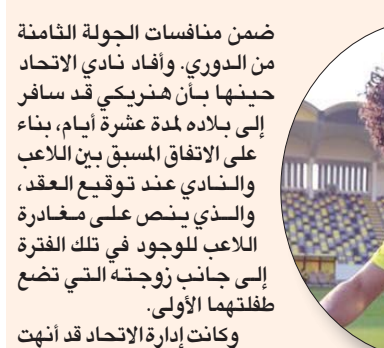 ضمن منافسات الجولة الثامنة
من الدوري. وأفاد نادي الاتحاد
حينها بأن هنريكي قد سافر
إلى بلاده لمدة عشرة أيام، بناء
على الاتفاق المسبق بين اللاعب
والنادي عند توقيع العقد،
والذي ينص على مغادرة
اللاعب للوجود في تلك الفترة
إلى جانب زوجته التي تضع
طفلتهما الأولى.
وكانت إدارة الاتحاد قد أنهت